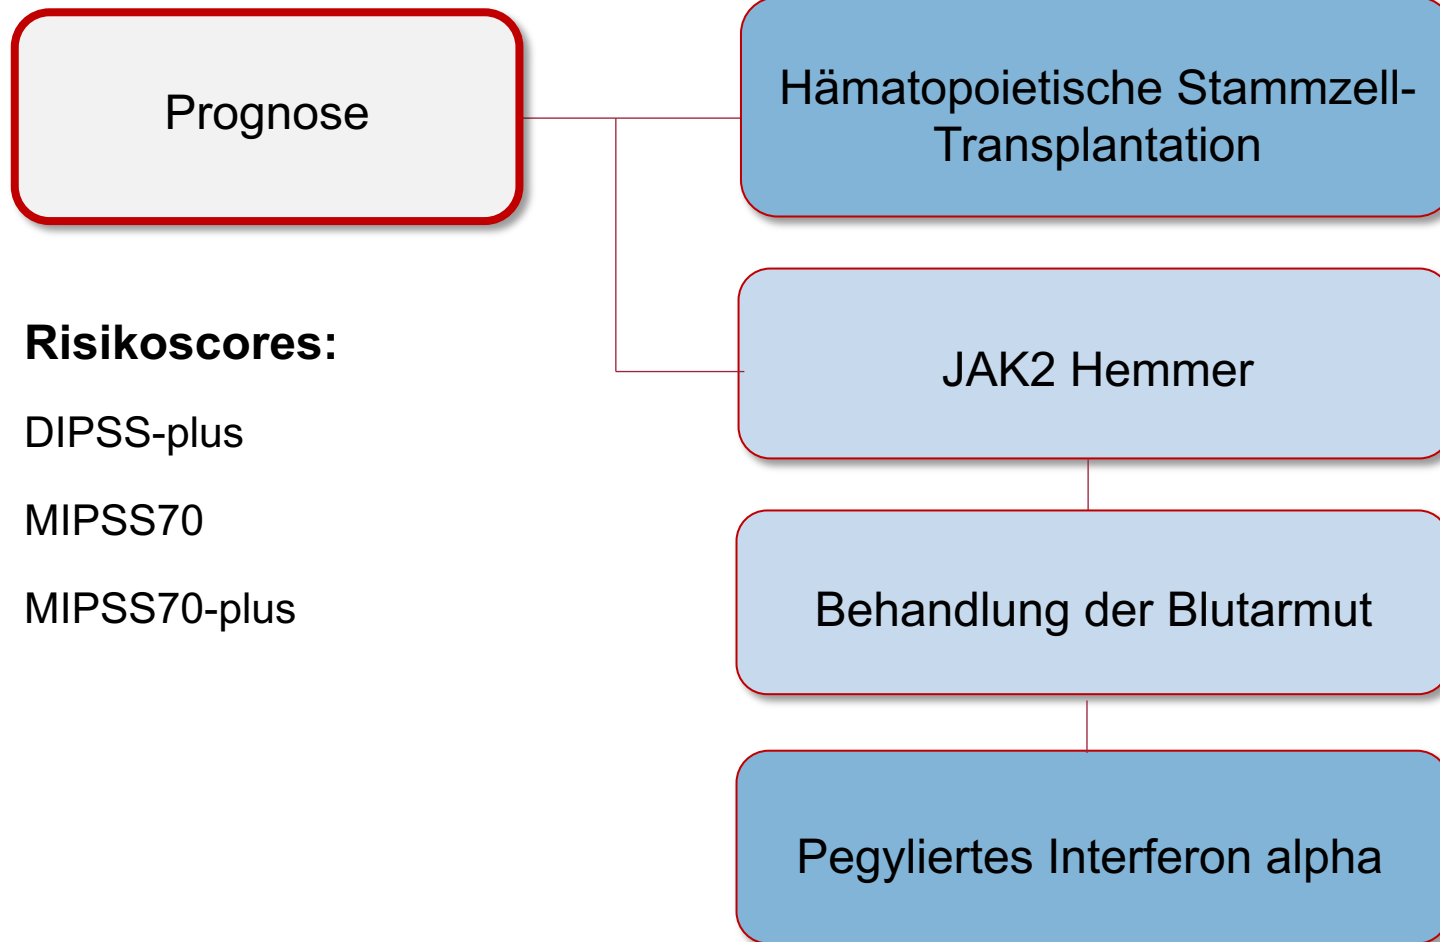 Prognose
Hämatopoietische Stammzell-
Transplantation
Risikoscores:
JAK2 Hemmer
DIPSS-plus
MIPSS70
MIPSS70-plus
Behandlung der Blutarmut
Pegyliertes Interferon alpha